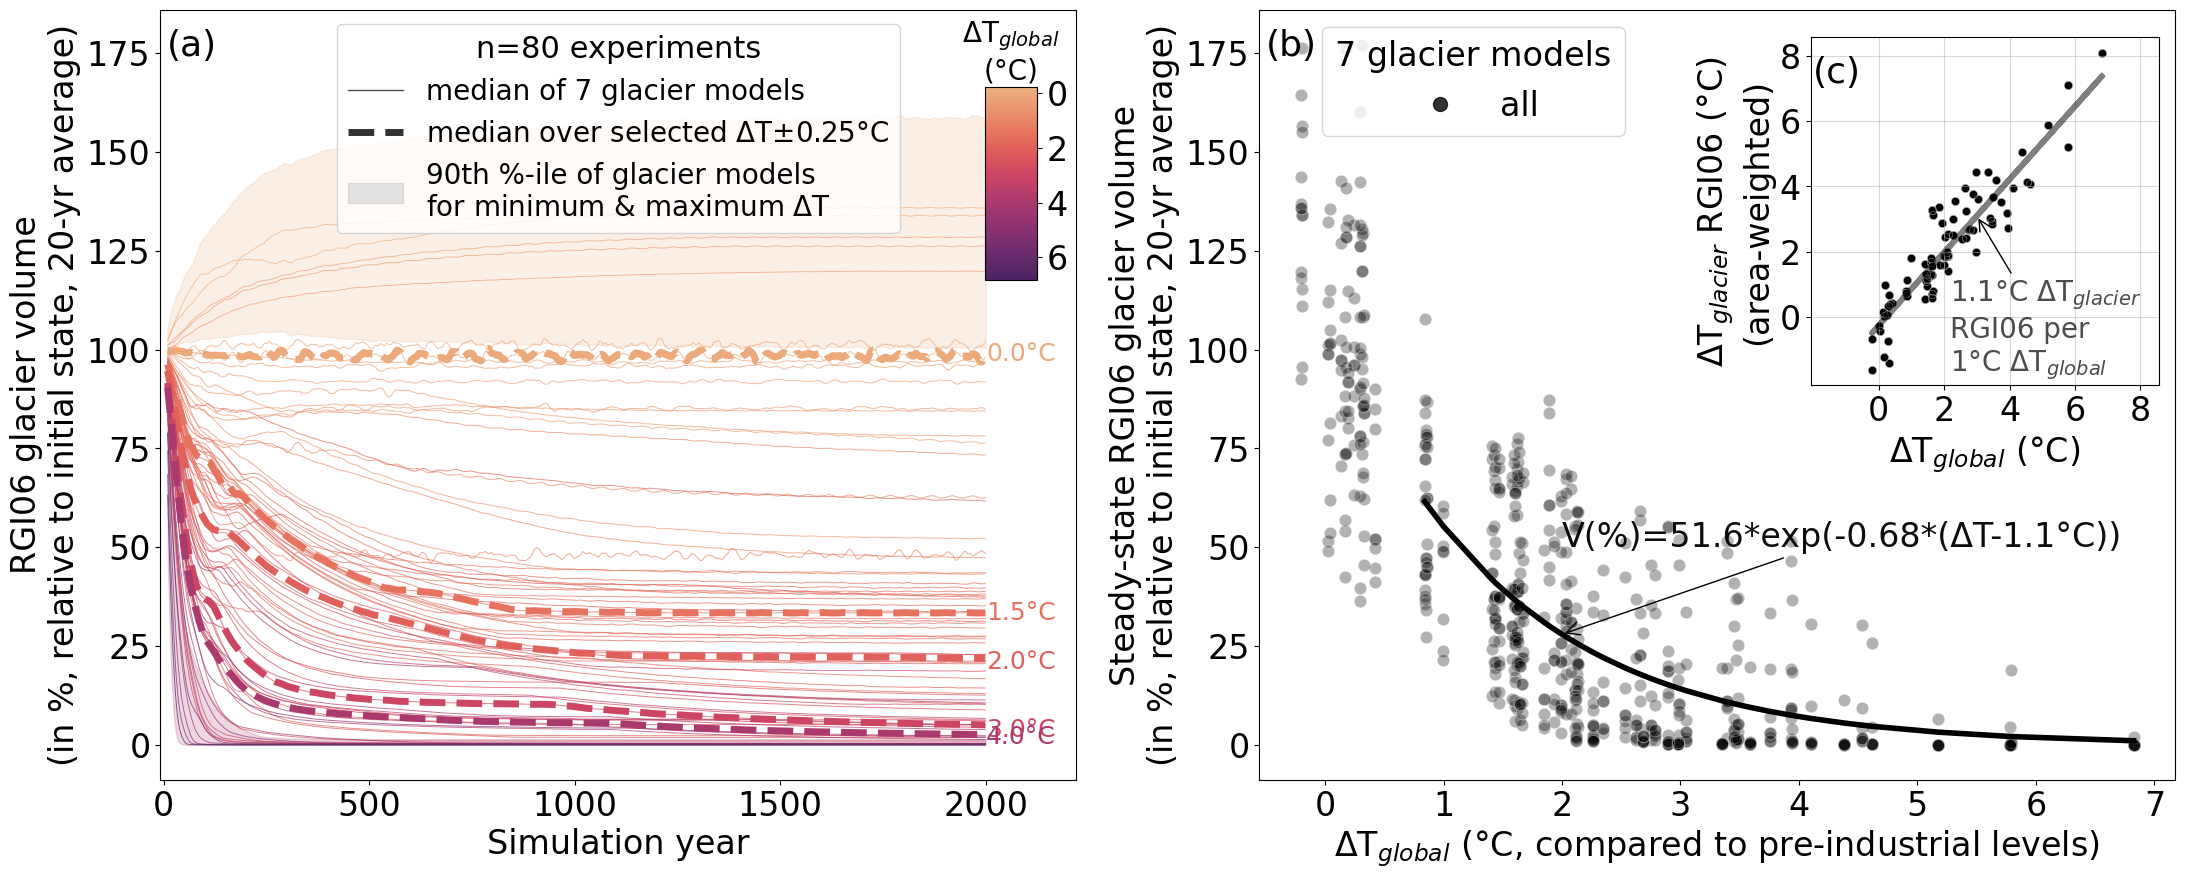 (a)
n=80 experiments
median of 7 glacier models
median over selected ΔT±0.25°C
90th %-ile of glacier models
for minimum & maximum ΔT
ΔT_global
(°C)
0
2
4
6
175
150
125
100
75
50
25
0
RGI06 glacier volume
(in %, relative to initial state, 20-yr average)
0.0°C
1.5°C
2.0°C
3.0°C
4.0°C
0 500 1000 1500 2000
Simulation year
(b)
7 glacier models
all
175
150
125
100
75
50
25
0
Steady-state RGI06 glacier volume
(in %, relative to initial state, 20-yr average)
V(%)=51.6*exp(-0.68*(ΔT-1.1°C))
0 1 2 3 4 5 6 7
ΔT_global (°C, compared to pre-industrial levels)
(c)
8
6
4
2
0
ΔT_glacier RGI06 (°C)
(area-weighted)
1.1°C ΔT_glacier
RGI06 per
1°C ΔT_global
0 2 4 6 8
ΔT_global (°C)